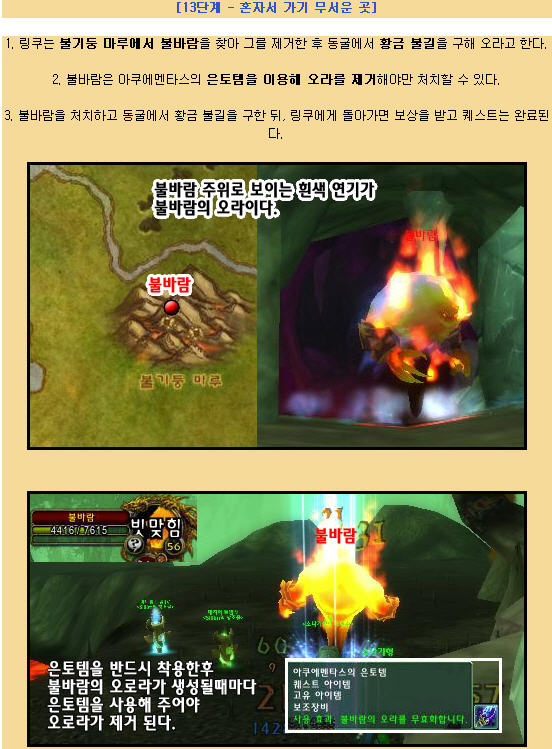 [13단계 - 혼자서 가기 무서운 곳]
1, 링쿠는 불기둥 마루에서 불바람을 찾아 그를 제거한 후 동굴에서 황금 불길을 구해 오라고 한다.
2, 불바람은 아쿠에멘타스의 은토템을 이용해 오라를 제거해야만 처치할 수 있다.
3, 불바람을 처치하고 동굴에서 황금 불길을 구한 뒤, 링쿠에게 돌아가면 보상을 받고 퀘스트는 완료된
다.
불바람 주위로 보이는 흰색 연기가
불바람의 오라이다.
불바람
불바람
불기둥 마루
불바람
4416/7615
빗맞힘
56
불바람
31
60
9
은토템을 반드시 착용한후
불바람의 오로라가 생성될때마다
은토템을 사용해 주어야
오로라가 제거 된다.
아쿠에멘타스의 은토템
퀘스트 아이템
고유 아이템
보조장비
사용 효과: 불바람의 오라를 무효화합니다.